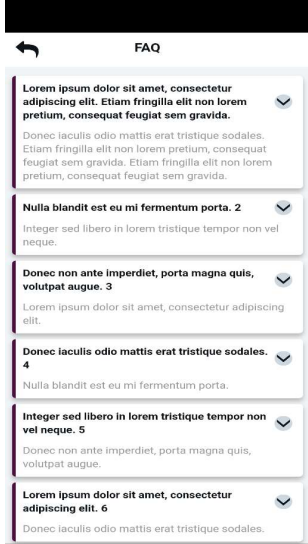 FAQ
Lorem ipsum dolor sit amet, consectetur
adipiscing elit. Etiam fringilla elit non lorem
pretium, consequat feugiat sem gravida.
Donec iaculis odio mattis erat tristique sodales.
Etiam fringilla elit non lorem pretium, consequat
feugiat sem gravida. Etiam fringilla elit non lorem
pretium, consequat feugiat sem gravida.
Nulla blandit est eu mi fermentum porta. 2
Integer sed libero in lorem tristique tempor non vel
neque.
Donec non ante imperdiet, porta magna quis,
volutpat augue. 3
Lorem ipsum dolor sit amet, consectetur adipiscing
elit.
Donec iaculis odio mattis erat tristique sodales.
4
Nulla blandit est eu mi fermentum porta.
Integer sed libero in lorem tristique tempor non
vel neque. 5
Donec non ante imperdiet, porta magna quis,
volutpat augue.
Lorem ipsum dolor sit amet, consectetur
adipiscing elit. 6
Donec iaculis odio mattis erat tristique sodales.